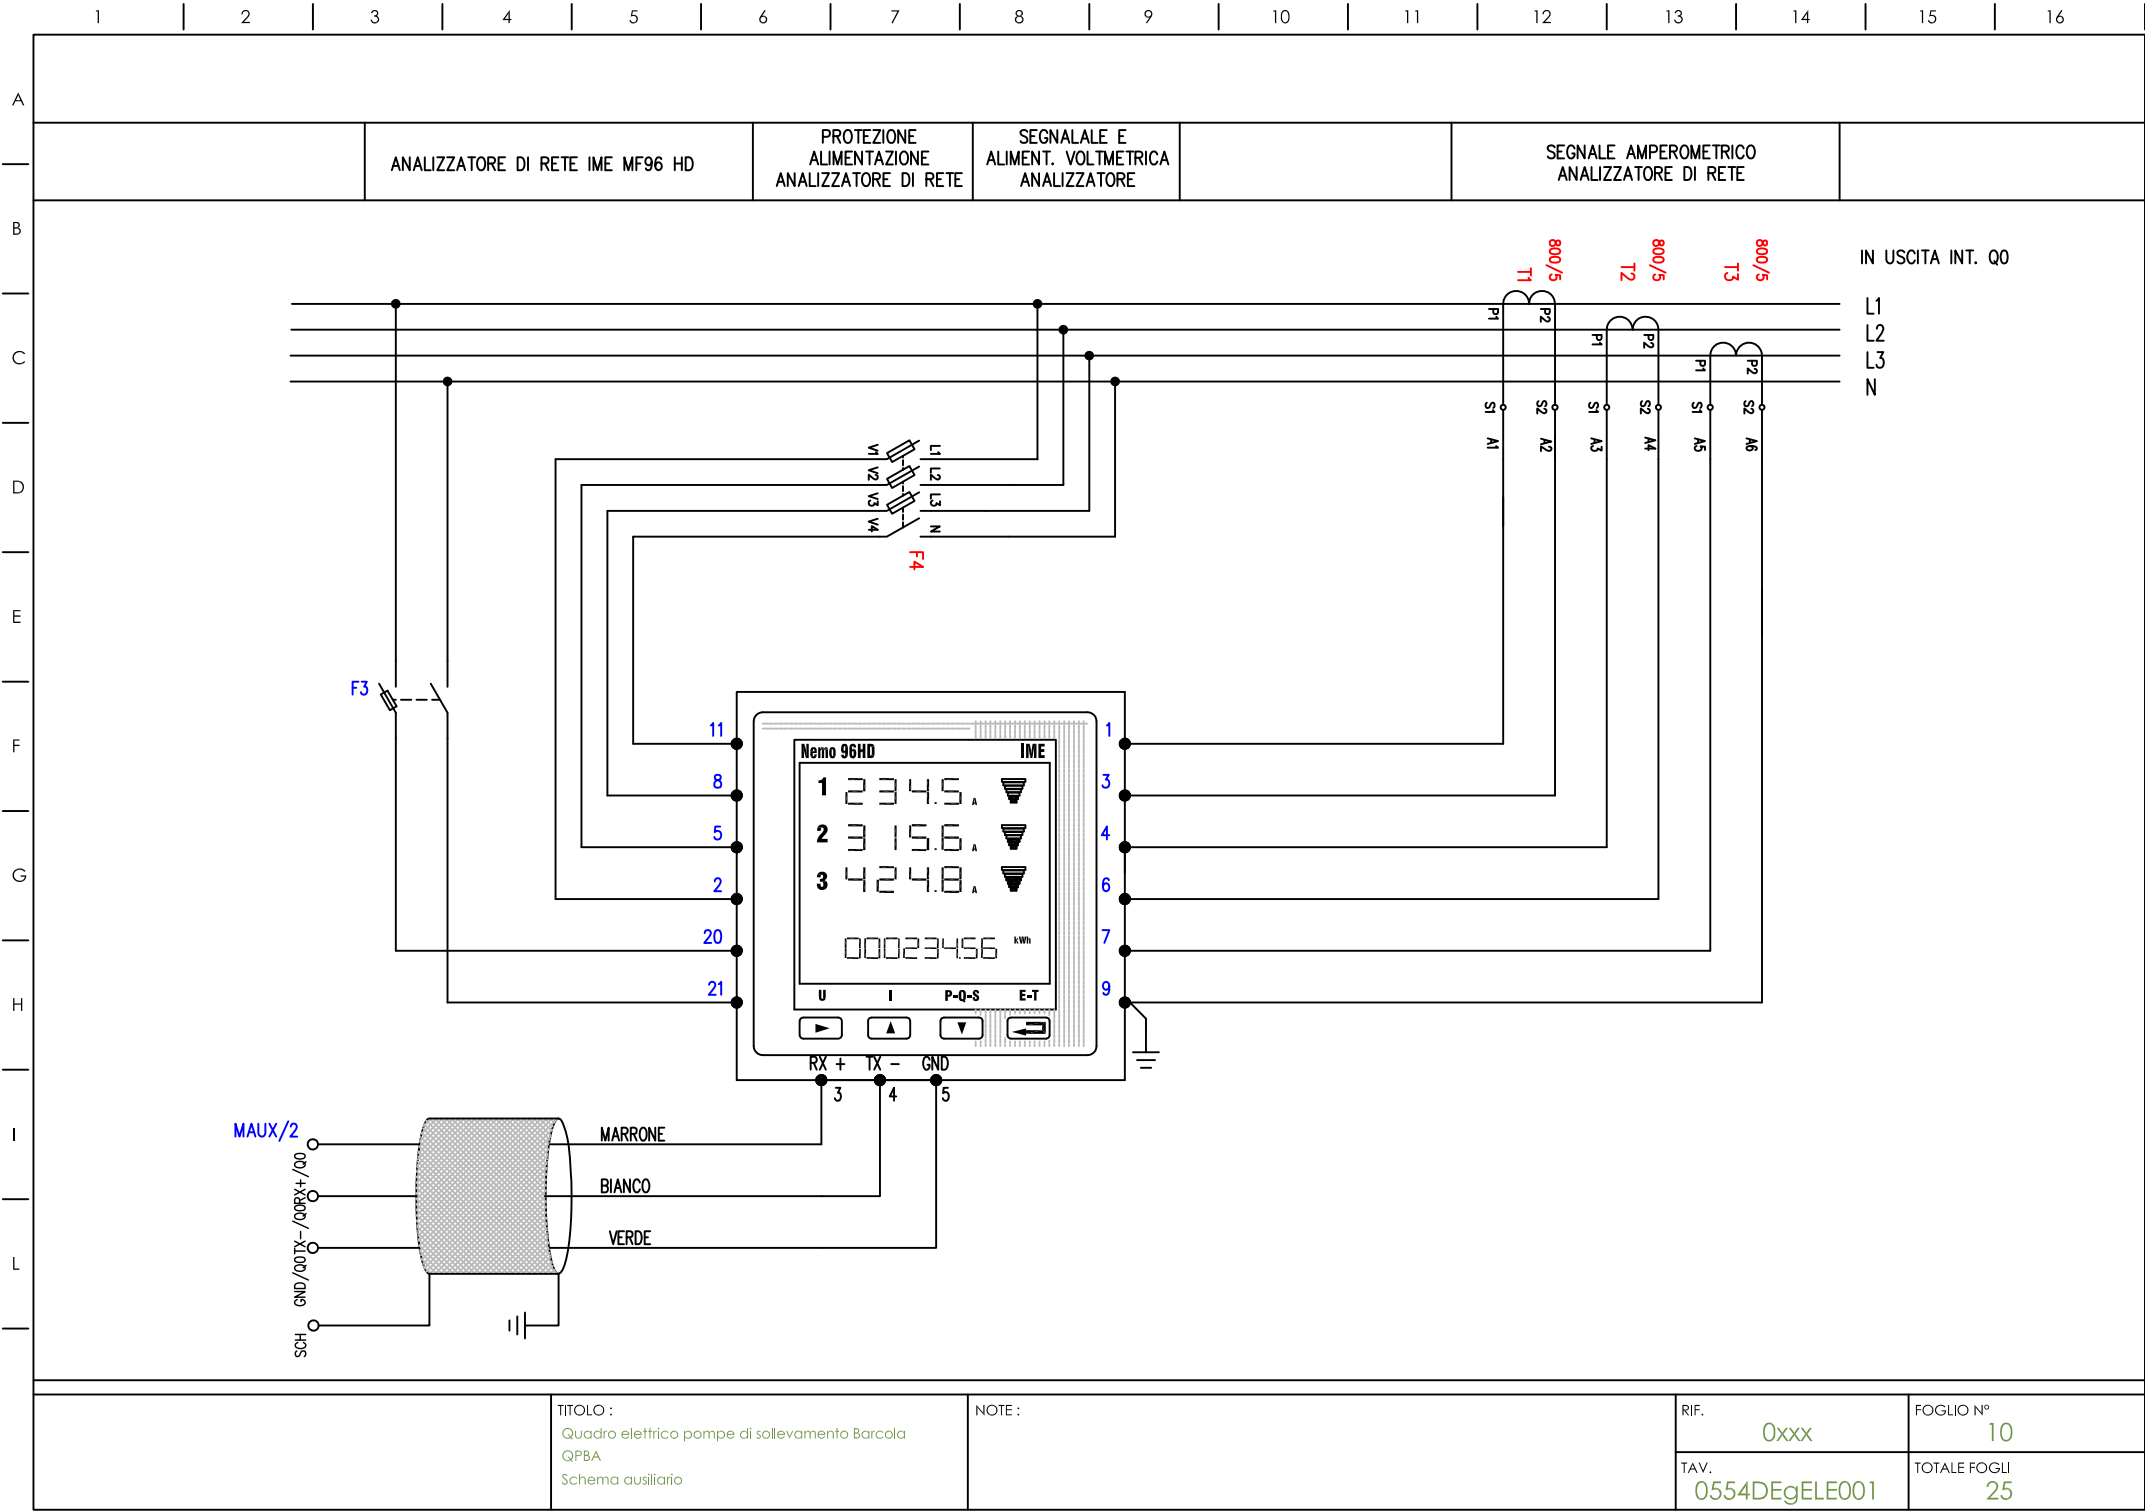 1 2 3 4 5 6 7 8 9 10 11 12 13 14 15 16
A
B
C
D
E
F
G
H
I
L
ANALIZZATORE DI RETE IME MF96 HD
PROTEZIONE
ALIMENTAZIONE
ANALIZZATORE DI RETE
SEGNALALE E
ALIMENT. VOLTMETRICA
ANALIZZATORE
SEGNALE AMPEROMETRICO
ANALIZZATORE DI RETE
IN USCITA INT. Q0
T1 800/5
T2 800/5
T3 800/5
L1
L2
L3
N
P1 P2
P1 P2
P1 P2
S1 S2 S1 S2 S1 S2
A1 A2 A3 A4 A5 A6
V1 L1
V2 L2
V3 L3
V4 N
F4
F3
11
8
5
2
20
21
1
3
4
6
7
9
Nemo 96HD IME
1 234.5 A
2 315.6 A
3 424.8 A
00023456 kWh
U I P-Q-S E-T
RX + TX - GND
3 4 5
MAUX/2
RX+/Q0
TX-/Q0
GND/Q0
SCH
MARRONE
BIANCO
VERDE
TITOLO :
Quadro elettrico pompe di sollevamento Barcola
QPBA
Schema ausiliario
NOTE :
RIF.
0xxx
FOGLIO N°
10
TAV.
0554DEgELE001
TOTALE FOGLI
25